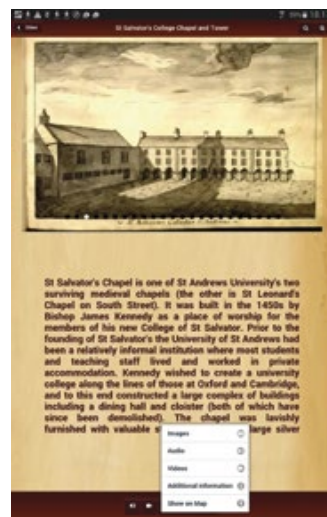 St Salvator's College Chapel and Tower
St Salvator's Chapel is one of St Andrews University's two
surviving medieval chapels (the other is St Leonard's
Chapel on South Street). It was built in the 1450s by
Bishop James Kennedy as a place of worship for the
members of his new College of St Salvator. Prior to the
founding of St Salvator's the University of St Andrews had
been a relatively informal institution where most students
and teaching staff lived and worked in private
accommodation. Kennedy wished to create a university
college along the lines of those at Oxford and Cambridge,
and to this end constructed a large complex of buildings
including a dining hall and cloister (both of which have
since been demolished). The chapel was lavishly
furnished with valuable s large silver
Images
Audio
Videos
Additional information
Show on Map